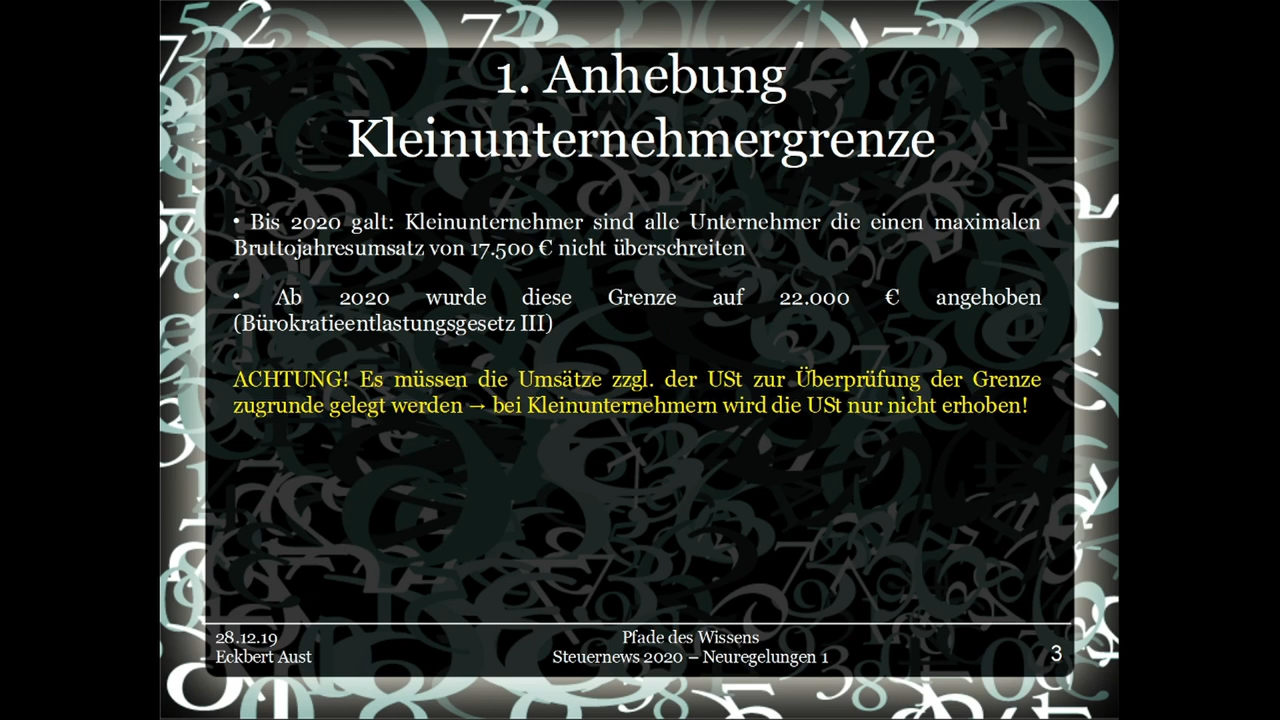 1. Anhebung
Kleinunternehmergrenze
• Bis 2020 galt: Kleinunternehmer sind alle Unternehmer die einen maximalen
Bruttojahresumsatz von 17.500 € nicht überschreiten
• Ab 2020 wurde diese Grenze auf 22.000 € angehoben
(Bürokratieentlastungsgesetz III)
ACHTUNG! Es müssen die Umsätze zzgl. der USt zur Überprüfung der Grenze
zugrunde gelegt werden → bei Kleinunternehmern wird die USt nur nicht erhoben!
28.12.19
Eckbert Aust
Pfade des Wissens
Steuernews 2020 – Neuregelungen 1
3